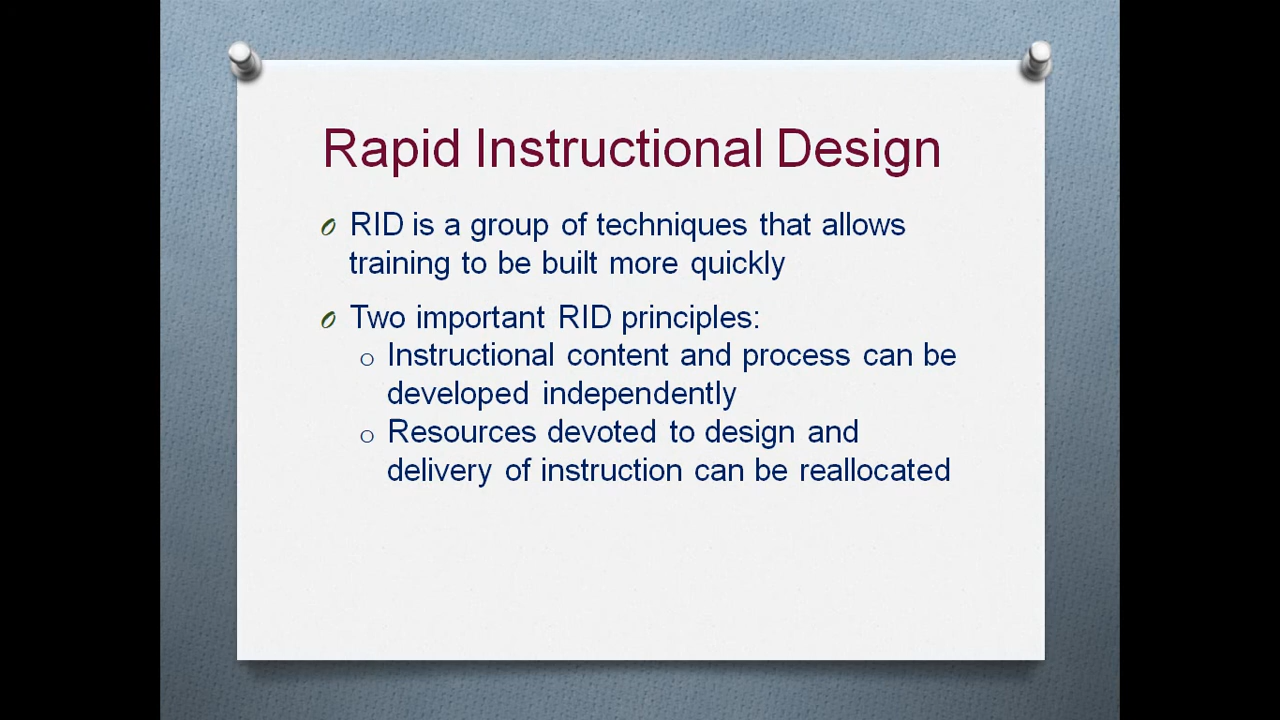 Rapid Instructional Design
RID is a group of techniques that allows
training to be built more quickly
Two important RID principles:
Instructional content and process can be
developed independently
Resources devoted to design and
delivery of instruction can be reallocated